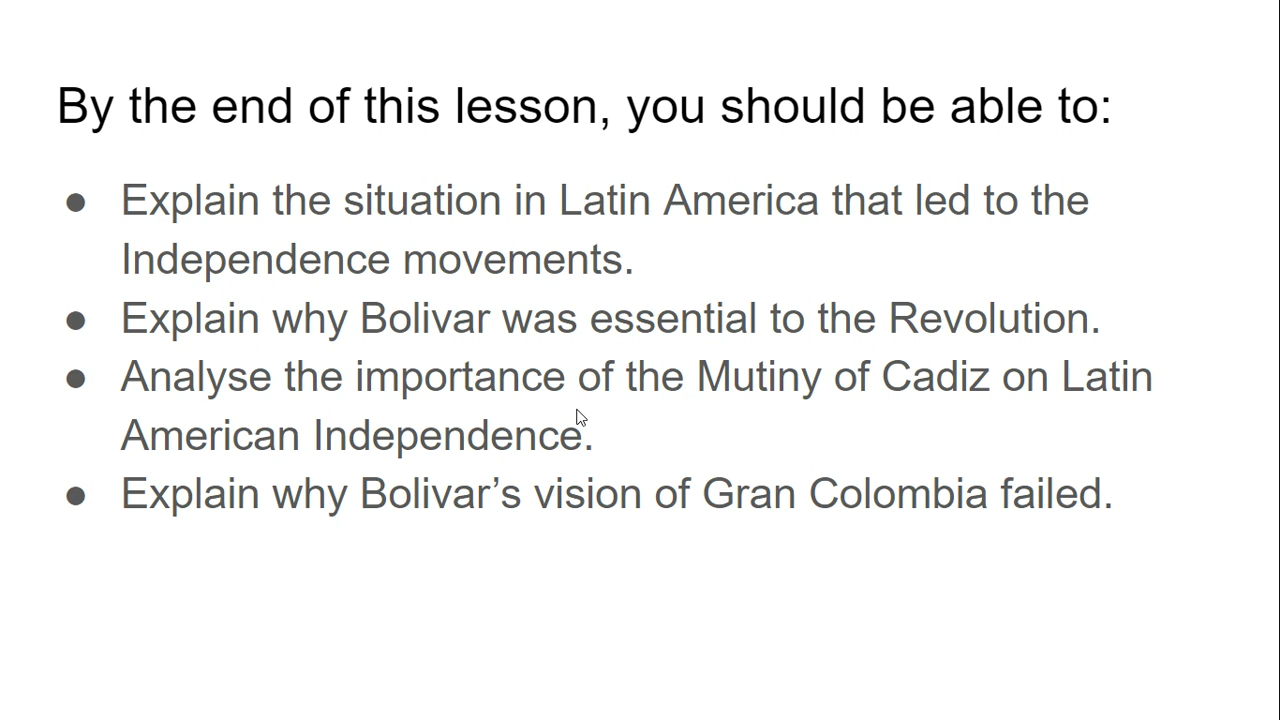 By the end of this lesson, you should be able to:
● Explain the situation in Latin America that led to the
Independence movements.
● Explain why Bolivar was essential to the Revolution.
● Analyse the importance of the Mutiny of Cadiz on Latin
American Independence.
● Explain why Bolivar’s vision of Gran Colombia failed.